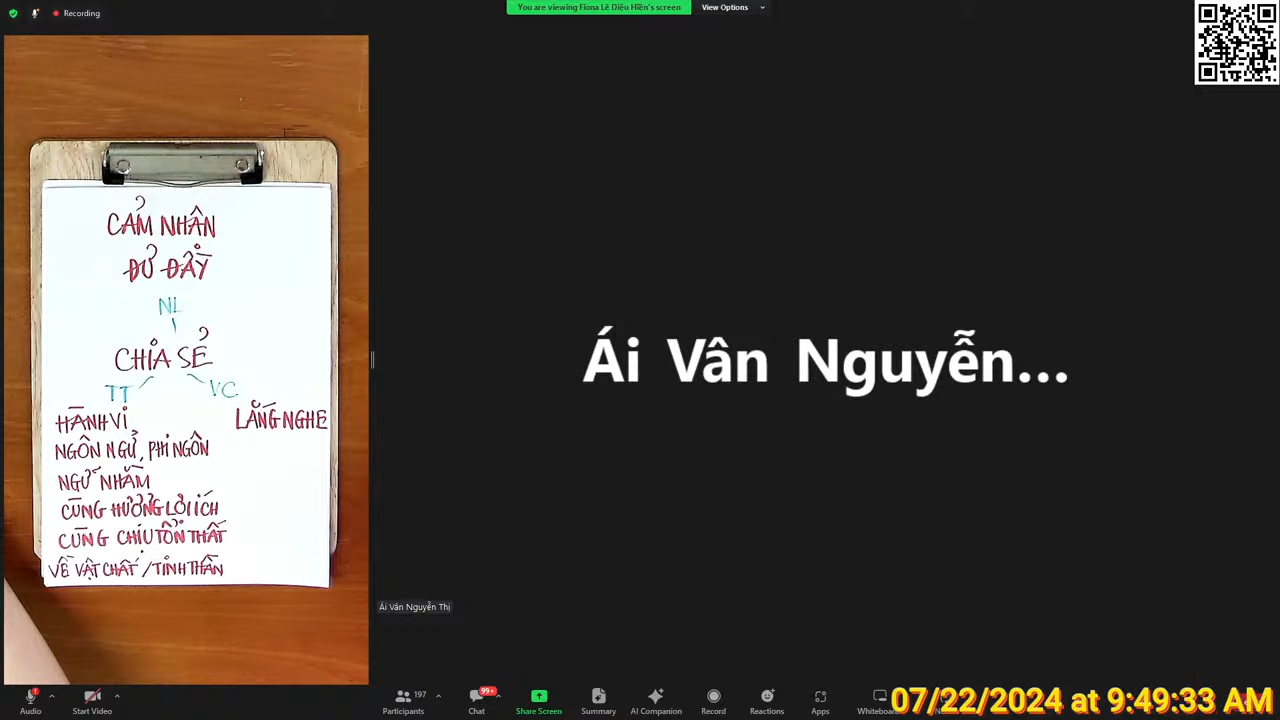 Recording
You are viewing Fiona Lê Diệu Hiền's screen
View Options
CẢM NHẬN
ĐỦ ĐẦY
NL
CHIA SẺ
TT
VC
HÀNH VI
LẮNG NGHE
NGÔN NGỮ, PHI NGÔN
NGỮ NHẰM
CÙNG HƯỞNG LỢI ÍCH
CÙNG CHỊU TỔN THẤT
VỀ VẬT CHẤT / TINH THẦN
Ái Vân Nguyễn...
Ái Vân Nguyễn Thị
Audio
Start Video
Participants
197
Chat
99+
Share Screen
Summary
AI Companion
Record
Reactions
Apps
07/22/2024 at 9:49:33 AM